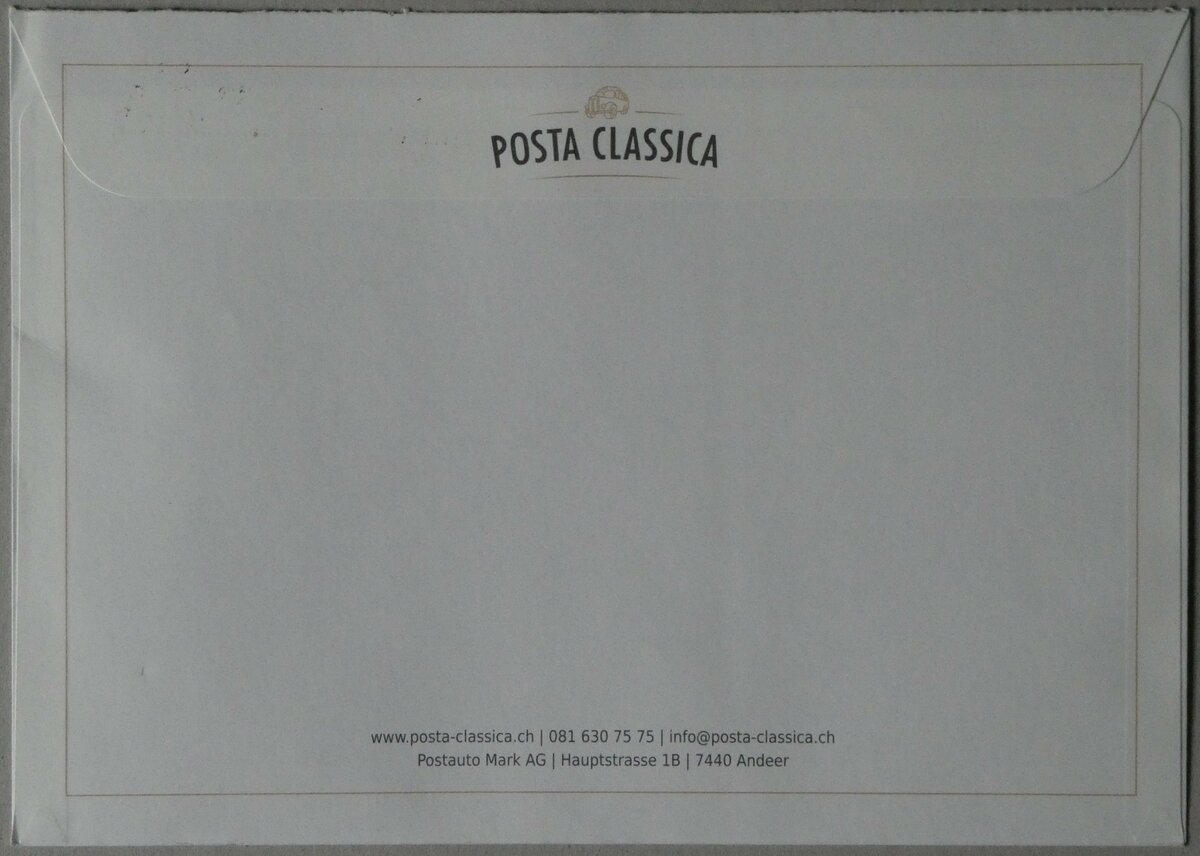 POSTA CLASSICA
www.posta-classica.ch | 081 630 75 75 | info@posta-classica.ch
Postauto Mark AG | Hauptstrasse 1B | 7440 Andeer